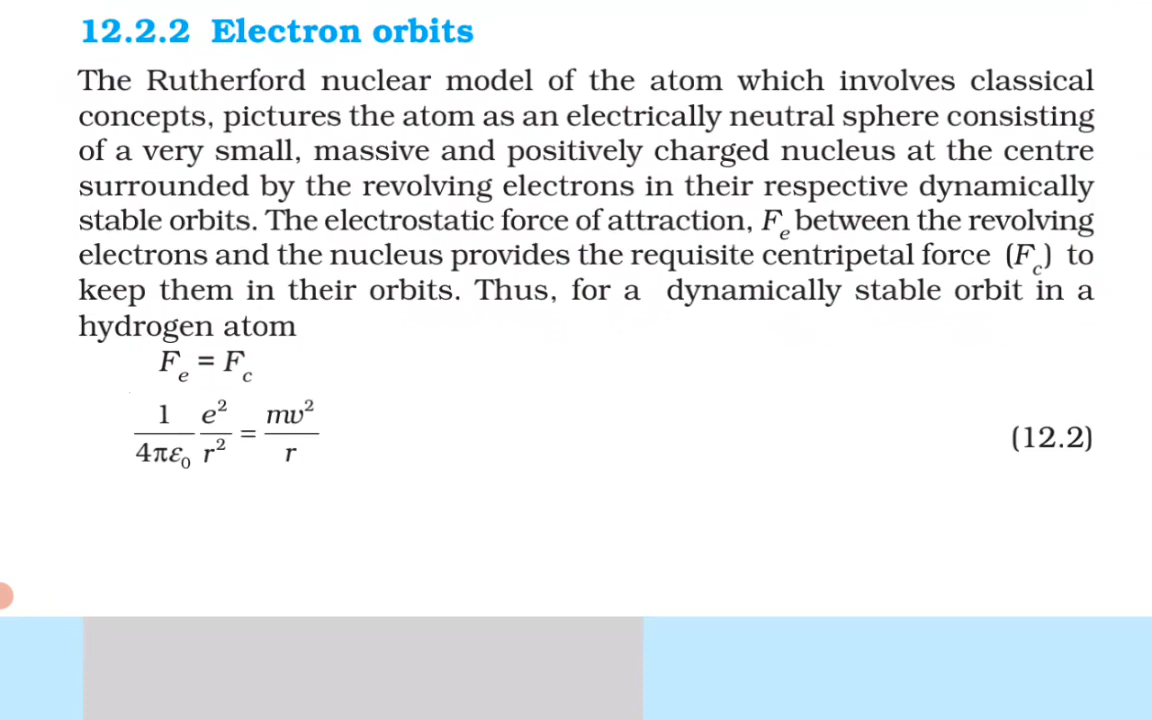 12.2.2 Electron orbits
The Rutherford nuclear model of the atom which involves classical
concepts, pictures the atom as an electrically neutral sphere consisting
of a very small, massive and positively charged nucleus at the centre
surrounded by the revolving electrons in their respective dynamically
stable orbits. The electrostatic force of attraction, Fₑ between the revolving
electrons and the nucleus provides the requisite centripetal force (F_c) to
keep them in their orbits. Thus, for a dynamically stable orbit in a
hydrogen atom
Fₑ = F_c
1/4πε₀ e²/r² = mv²/r (12.2)